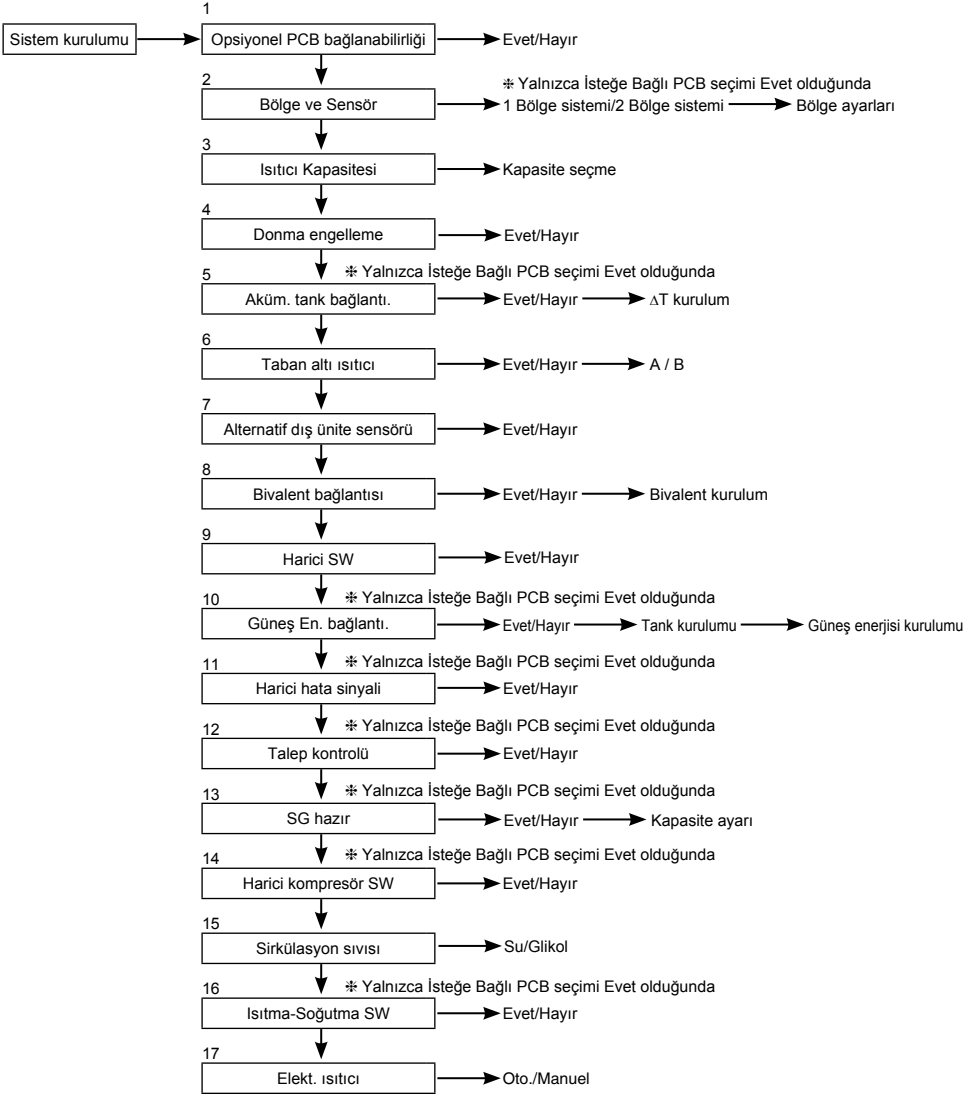 1
Sistem kurulumu Opsiyonel PCB bağlanabilirliği Evet/Hayır
2 ⁜ Yalnızca İsteğe Bağlı PCB seçimi Evet olduğunda
Bölge ve Sensör 1 Bölge sistemi/2 Bölge sistemi Bölge ayarları
3
Isıtıcı Kapasitesi Kapasite seçme
4
Donma engelleme Evet/Hayır
5 ⁜ Yalnızca İsteğe Bağlı PCB seçimi Evet olduğunda
Aküm. tank bağlantı. Evet/Hayır ∆T kurulum
6
Taban altı ısıtıcı Evet/Hayır A / B
7
Alternatif dış ünite sensörü Evet/Hayır
8
Bivalent bağlantısı Evet/Hayır Bivalent kurulum
9
Harici SW Evet/Hayır
10 ⁜ Yalnızca İsteğe Bağlı PCB seçimi Evet olduğunda
Güneş En. bağlantı. Evet/Hayır Tank kurulumu Güneş enerjisi kurulumu
11 ⁜ Yalnızca İsteğe Bağlı PCB seçimi Evet olduğunda
Harici hata sinyali Evet/Hayır
12 ⁜ Yalnızca İsteğe Bağlı PCB seçimi Evet olduğunda
Talep kontrolü Evet/Hayır
13 ⁜ Yalnızca İsteğe Bağlı PCB seçimi Evet olduğunda
SG hazır Evet/Hayır Kapasite ayarı
14 ⁜ Yalnızca İsteğe Bağlı PCB seçimi Evet olduğunda
Harici kompresör SW Evet/Hayır
15
Sirkülasyon sıvısı Su/Glikol
16 ⁜ Yalnızca İsteğe Bağlı PCB seçimi Evet olduğunda
Isıtma-Soğutma SW Evet/Hayır
17
Elekt. ısıtıcı Oto./Manuel